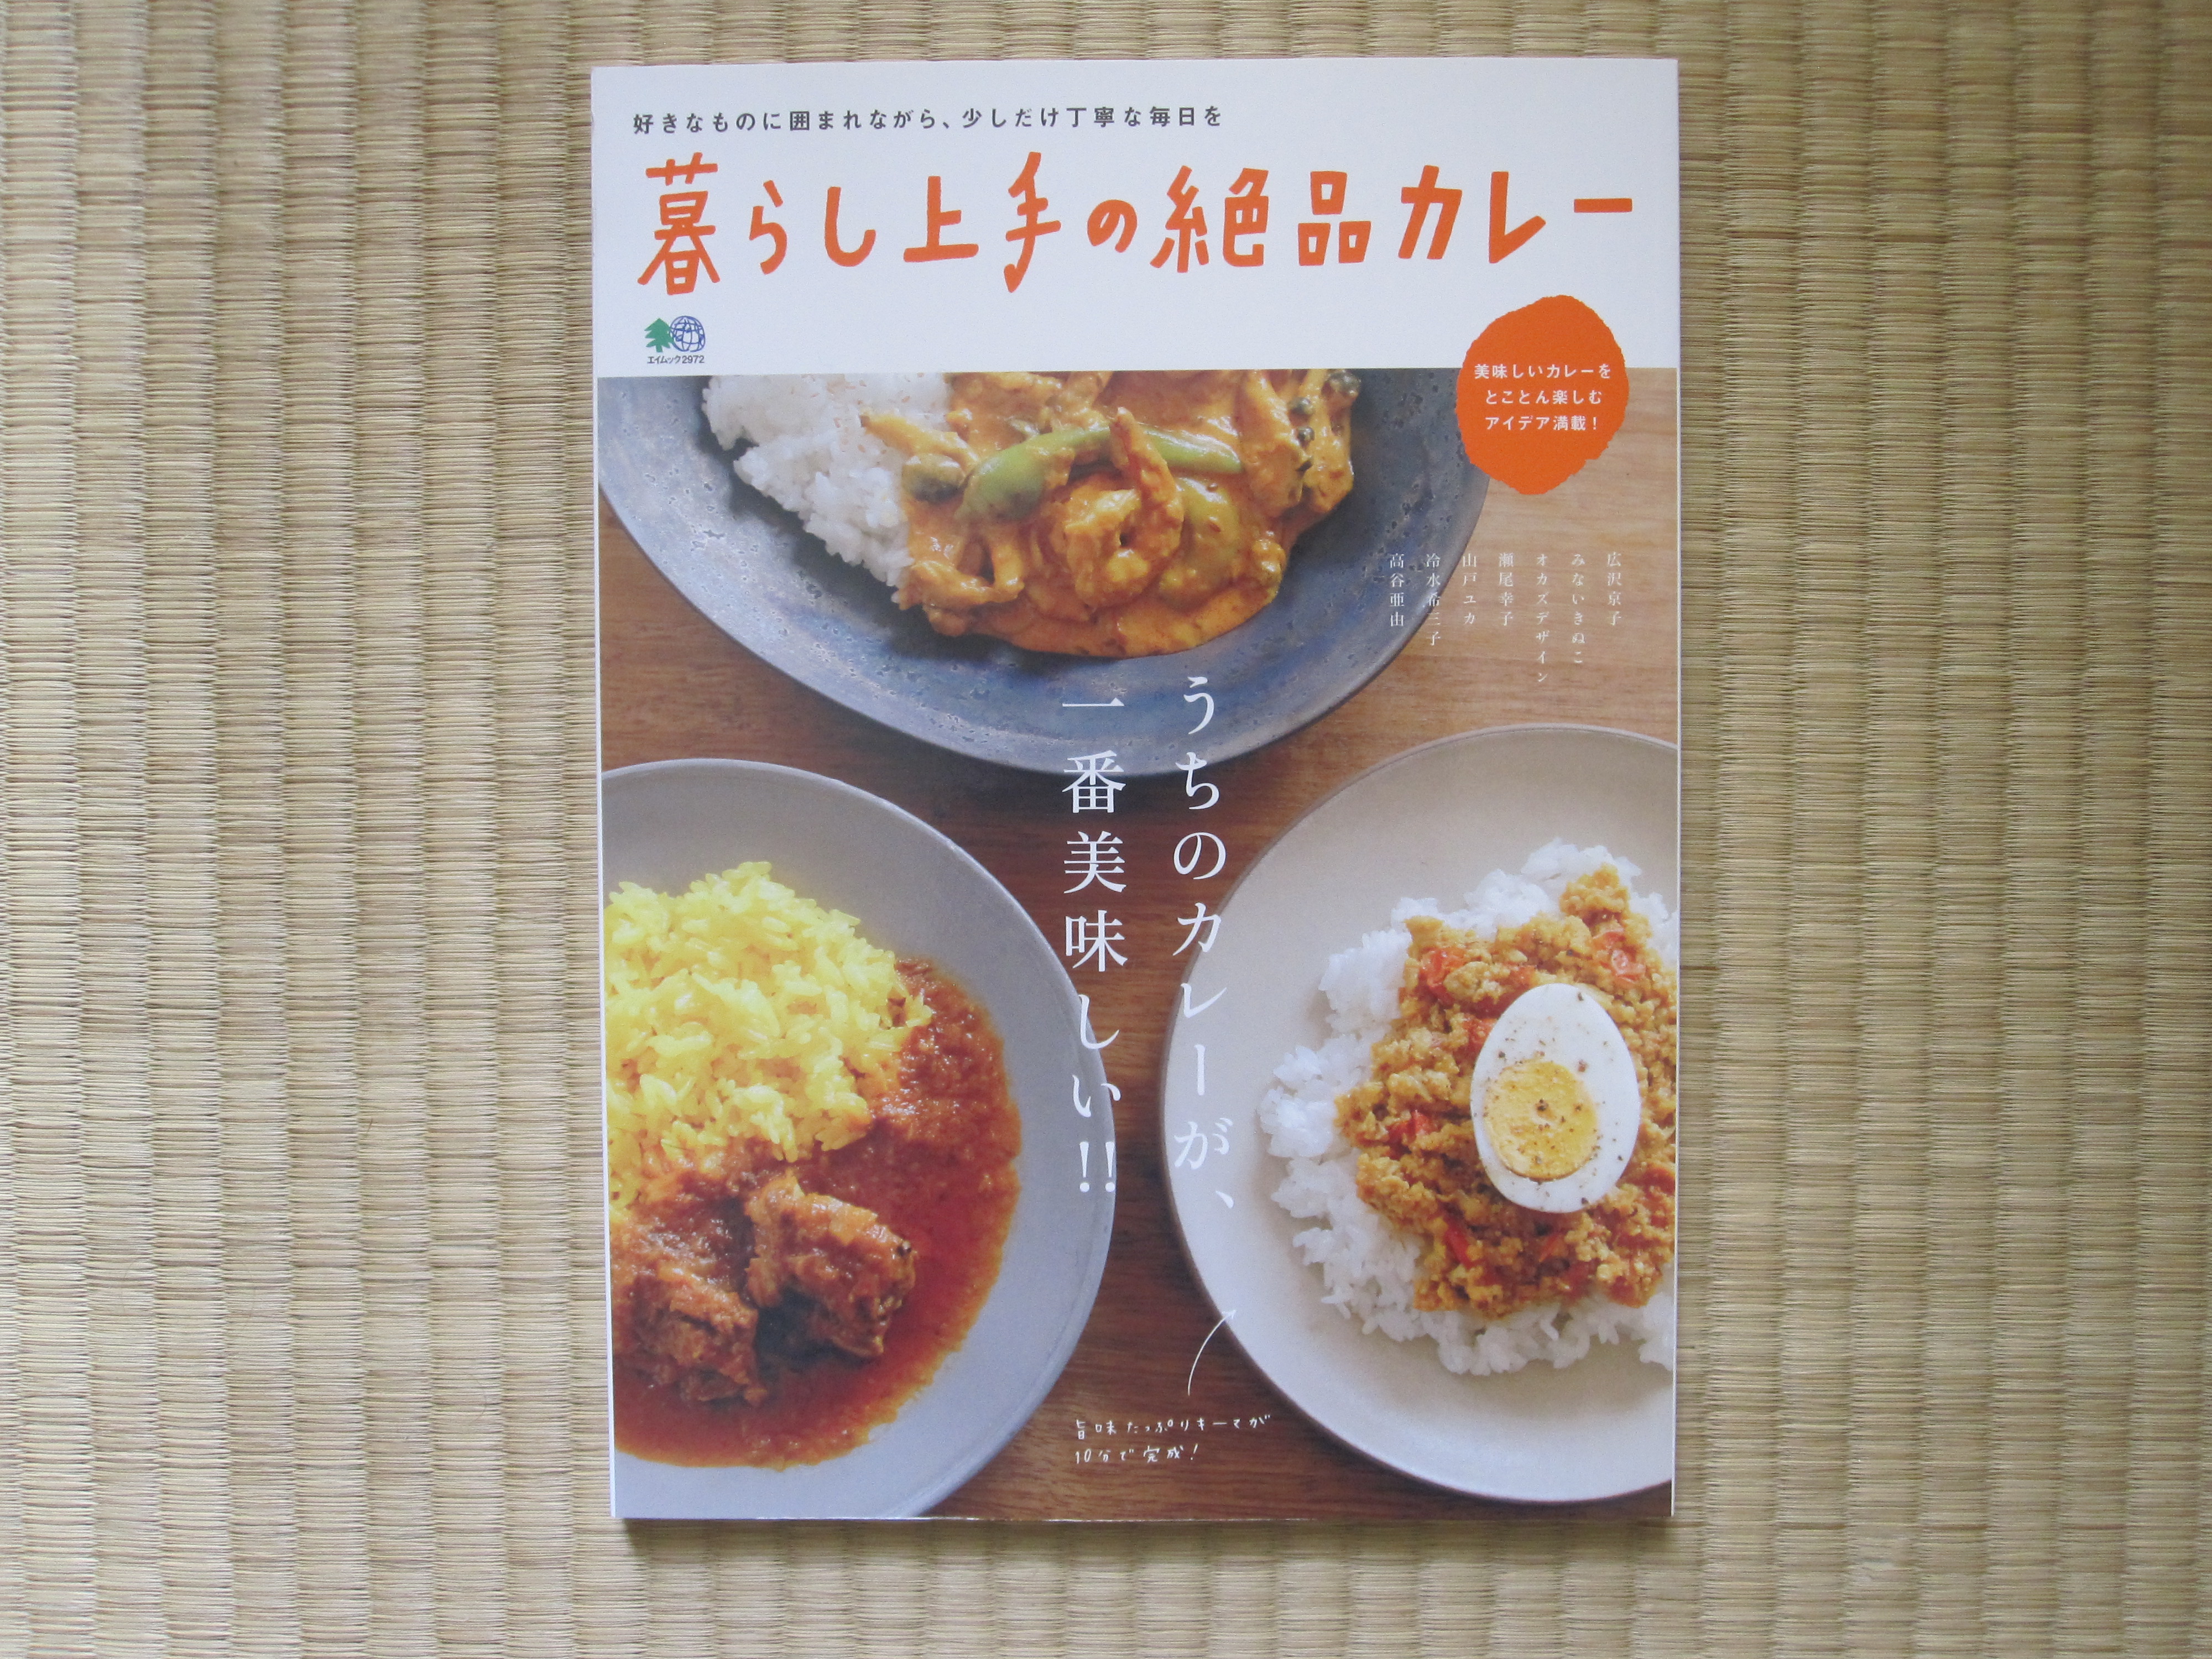 好きなものに囲まれながら、少しだけ丁寧な毎日を
暮らし上手の絶品カレー
エイムック2972
美味しいカレーを
とことん楽しむ
アイデア満載！
広沢京子
みないきぬこ
オカズデザイン
瀬尾幸子
山戸ユカ
冷水希三子
高谷亜由
うちのカレーが、
一番美味しい!!
旨味たっぷりキーマが
10分で完成！